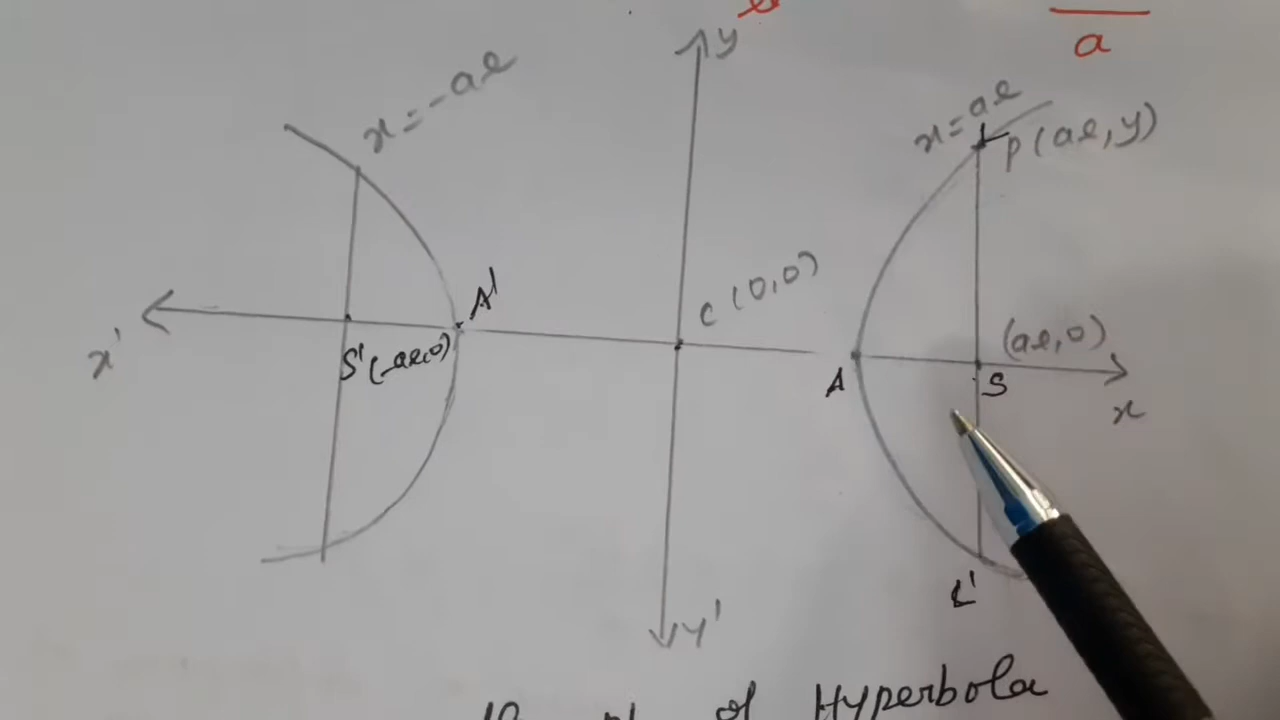 a
y
x = -ae
x = ae
P(ae, y)
A'
C (0,0)
x'
S'(-ae,0)
A
S
(ae,0)
x
L'
y'
of Hyperbola